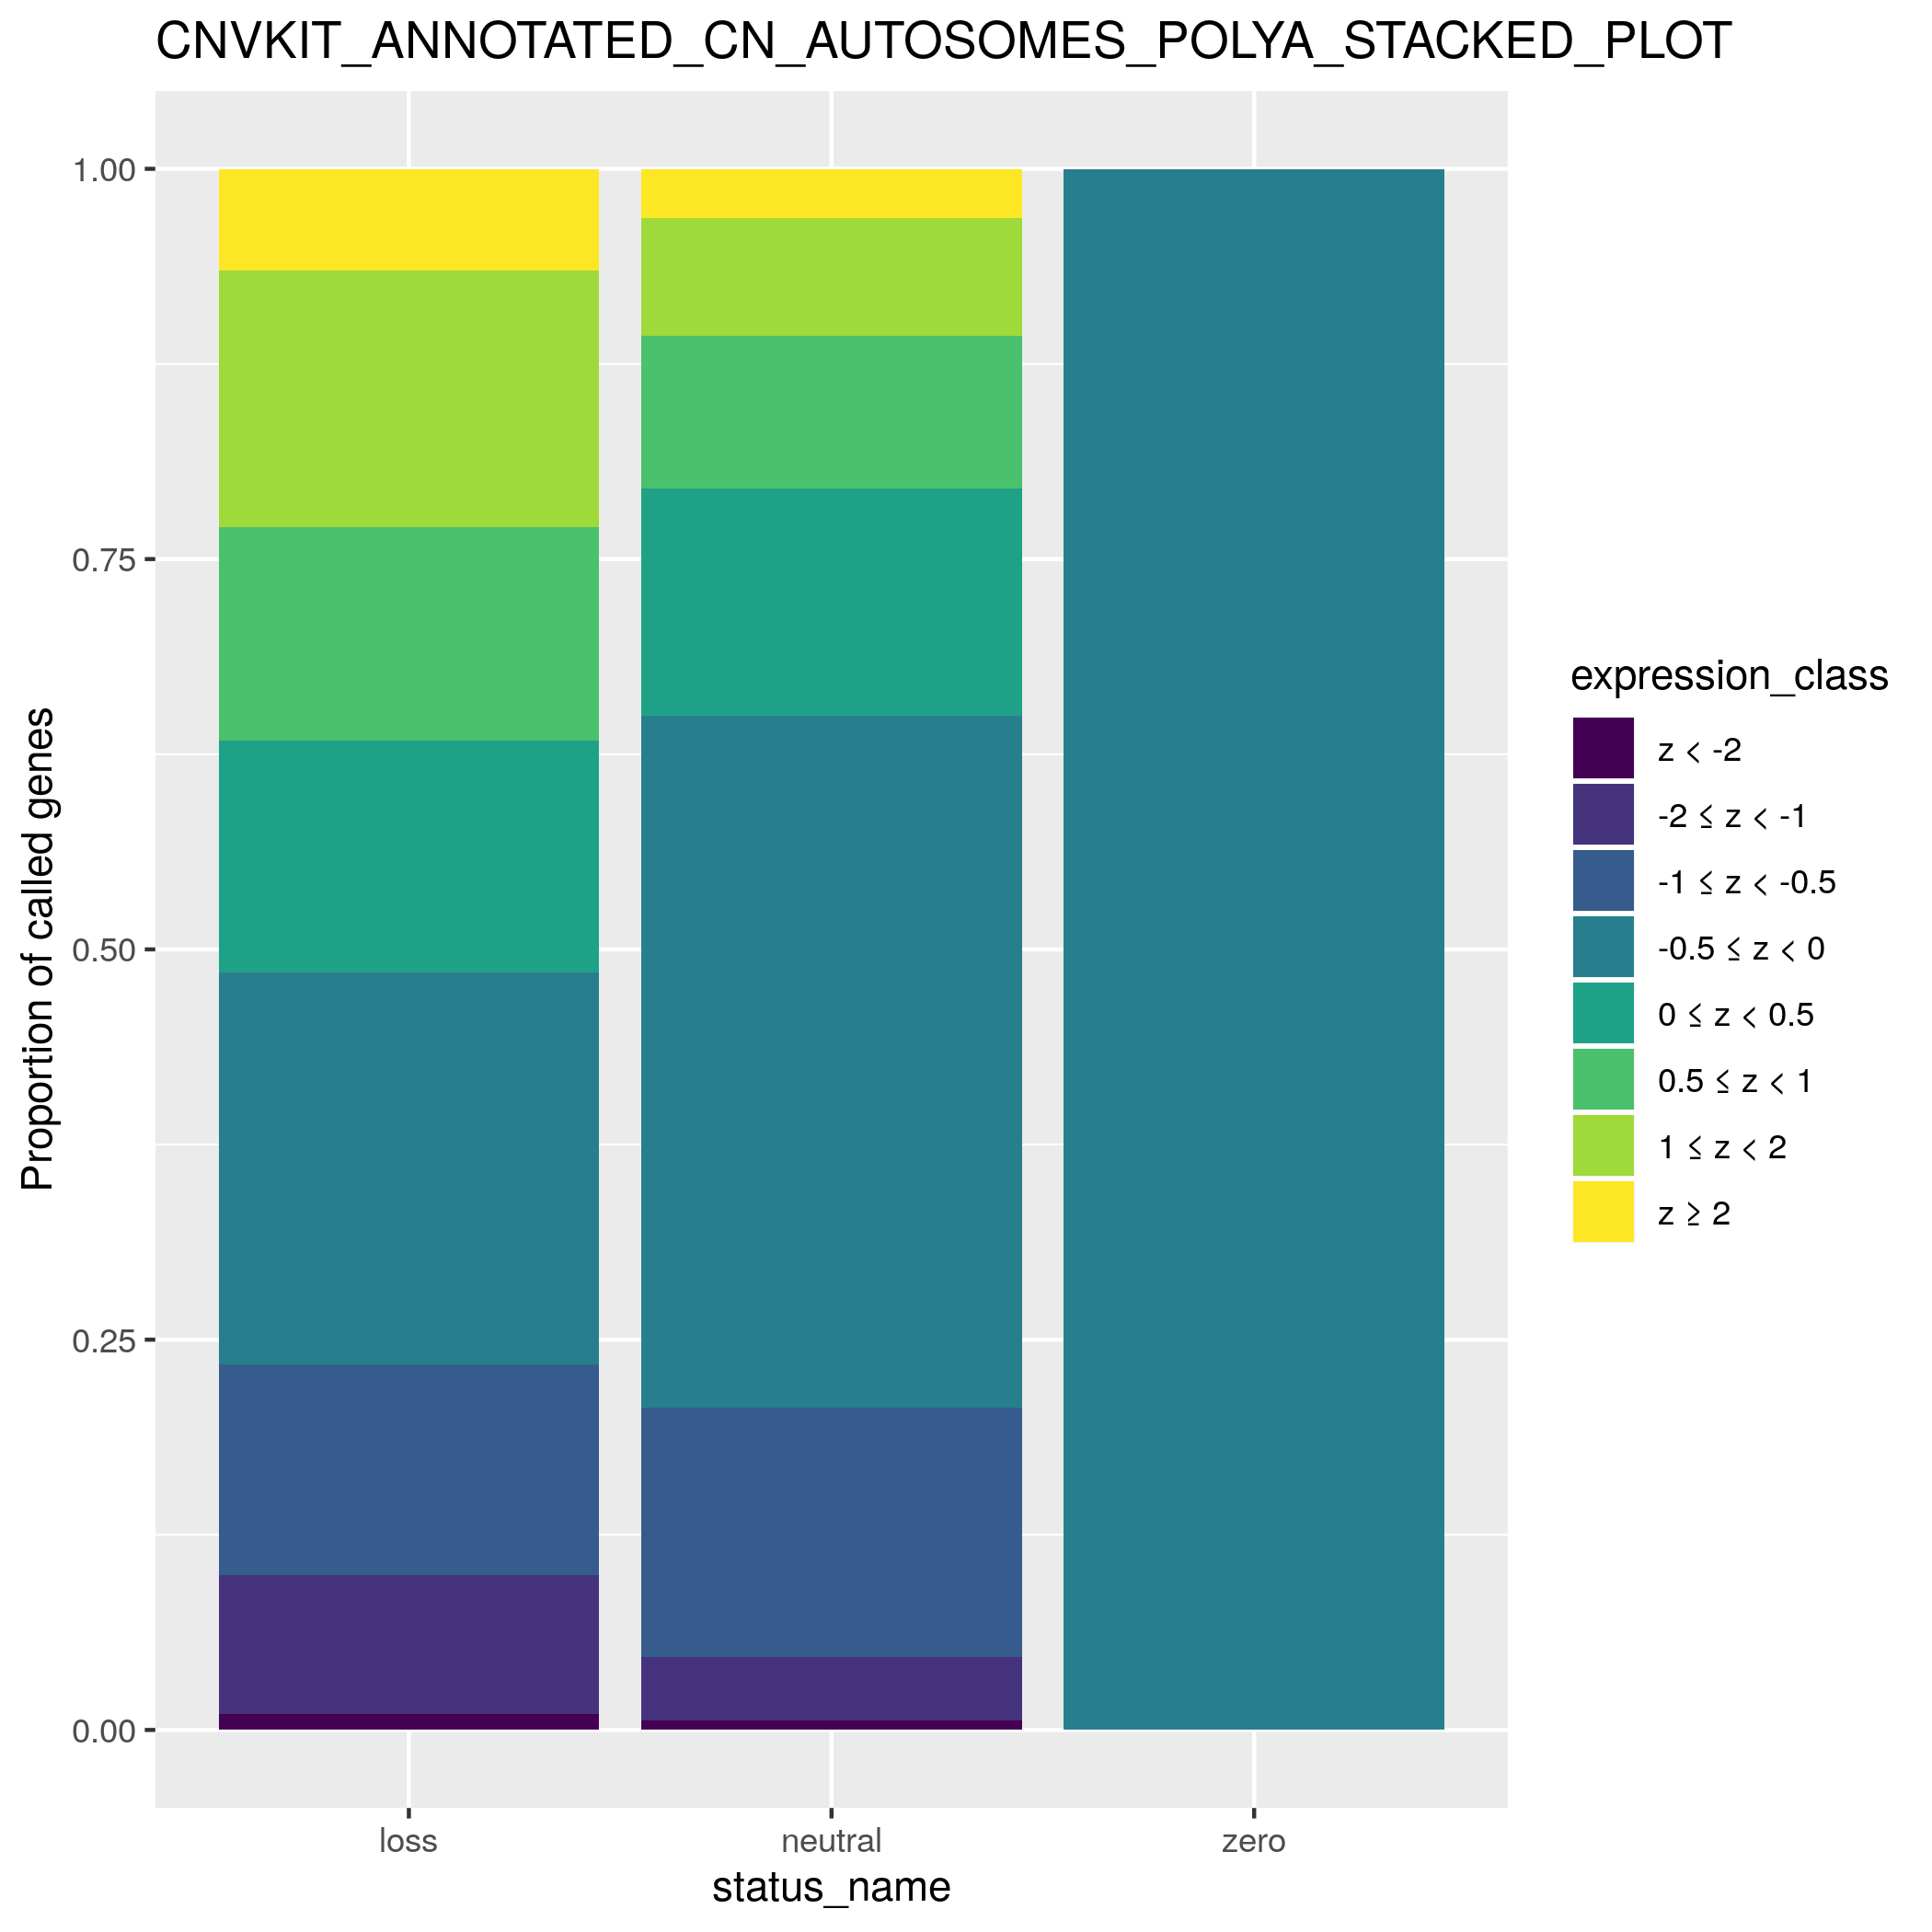 CNVKIT_ANNOTATED_CN_AUTOSOMES_POLYA_STACKED_PLOT
Proportion of called genes
1.00
0.75
0.50
0.25
0.00
loss
neutral
zero
status_name
expression_class
z < -2
-2 ≤ z < -1
-1 ≤ z < -0.5
-0.5 ≤ z < 0
0 ≤ z < 0.5
0.5 ≤ z < 1
1 ≤ z < 2
z ≥ 2